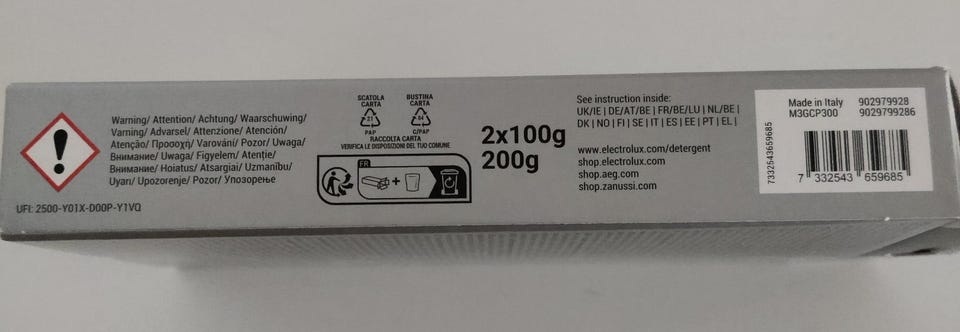 Warning/ Attention/ Achtung/ Waarschuwing/
Varning/ Advarsel/ Attenzione/ Atención/
Atenção/ Προσοχή/ Varování/ Pozor/ Uwaga/
Внимание/ Uwaga/ Figyelem/ Atenție/
Внимание/ Hoiatus/ Atsargiai/ Uzmanību/
Uyarı/ Upozorenje/ Pozor/ Упозорење/
UFI: 2500-Y01X-D00P-Y1VQ
SCATOLA
CARTA
21
PAP
BUSTINA
CARTA
84
C/PAP
RACCOLTA CARTA
VERIFICA LE DISPOSIZIONI DEL TUO COMUNE
FR
+
2x100g
200g
See instruction inside:
UK/IE | DE/AT/BE | FR/BE/LU | NL/BE |
DK | NO | FI | SE | IT | ES | EE | PT | EL |
www.electrolux.com/detergent
shop.electrolux.com
shop.aeg.com
shop.zanussi.com
7332543659685
Made in Italy 902979928
M3GCP300 9029799286
7 332543 659685